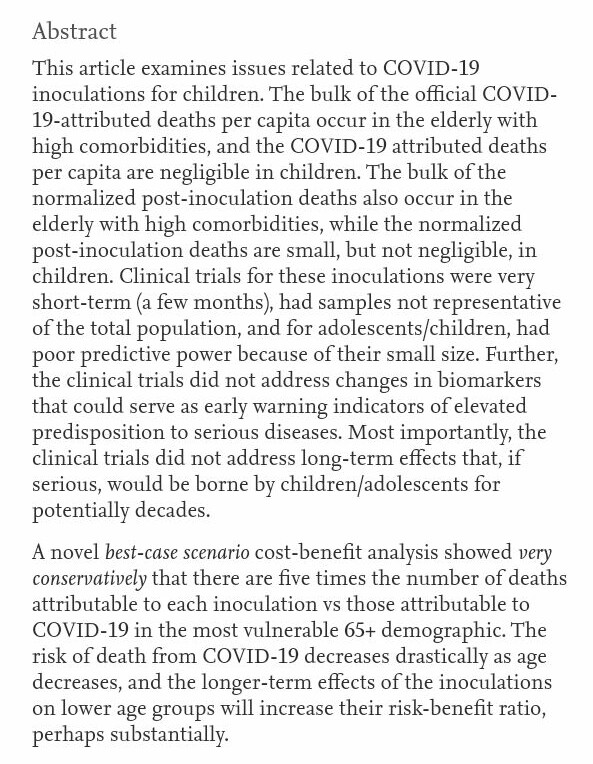 Abstract
This article examines issues related to COVID-19
inoculations for children. The bulk of the official COVID-
19-attributed deaths per capita occur in the elderly with
high comorbidities, and the COVID-19 attributed deaths
per capita are negligible in children. The bulk of the
normalized post-inoculation deaths also occur in the
elderly with high comorbidities, while the normalized
post-inoculation deaths are small, but not negligible, in
children. Clinical trials for these inoculations were very
short-term (a few months), had samples not representative
of the total population, and for adolescents/children, had
poor predictive power because of their small size. Further,
the clinical trials did not address changes in biomarkers
that could serve as early warning indicators of elevated
predisposition to serious diseases. Most importantly, the
clinical trials did not address long-term effects that, if
serious, would be borne by children/adolescents for
potentially decades.
A novel best-case scenario cost-benefit analysis showed very
conservatively that there are five times the number of deaths
attributable to each inoculation vs those attributable to
COVID-19 in the most vulnerable 65+ demographic. The
risk of death from COVID-19 decreases drastically as age
decreases, and the longer-term effects of the inoculations
on lower age groups will increase their risk-benefit ratio,
perhaps substantially.